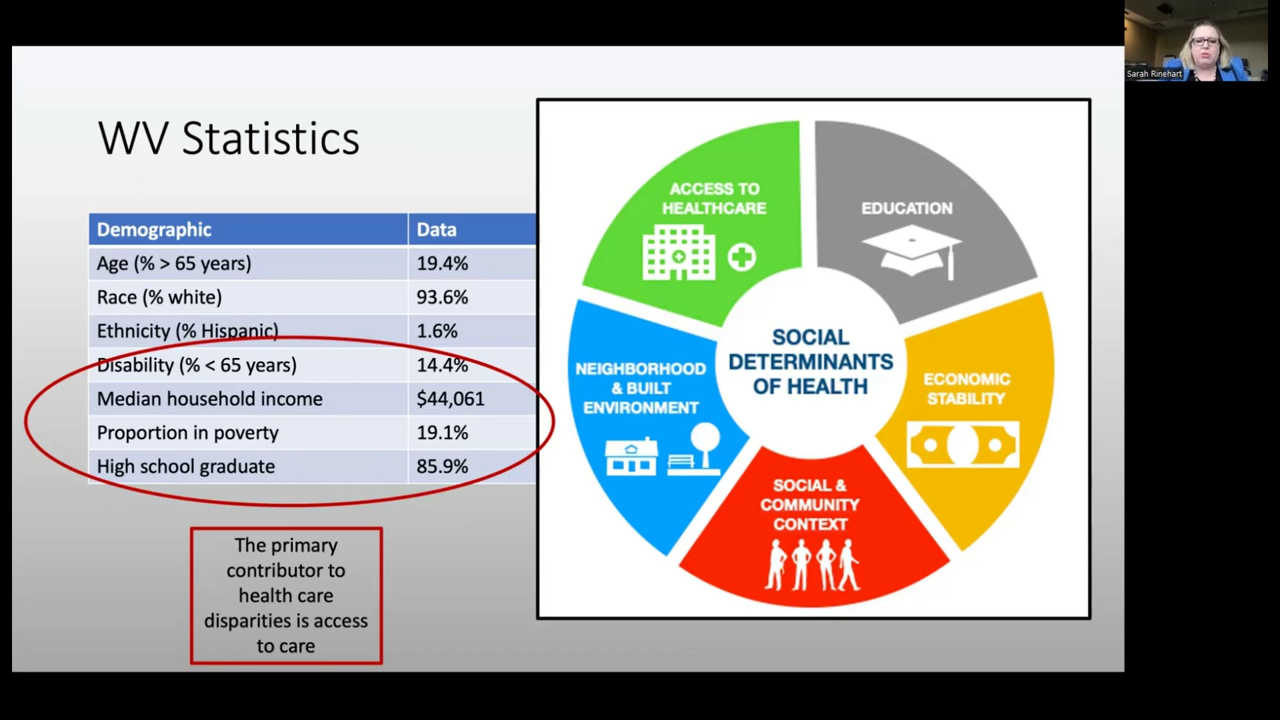 WV Statistics
Demographic Data
Age (% > 65 years) 19.4%
Race (% white) 93.6%
Ethnicity (% Hispanic) 1.6%
Disability (% < 65 years) 14.4%
Median household income $44,061
Proportion in poverty 19.1%
High school graduate 85.9%
The primary
contributor to
health care
disparities is access
to care
ACCESS TO
HEALTHCARE
EDUCATION
NEIGHBORHOOD
& BUILT
ENVIRONMENT
SOCIAL
DETERMINANTS
OF HEALTH
ECONOMIC
STABILITY
SOCIAL &
COMMUNITY
CONTEXT
Sarah Rinehart